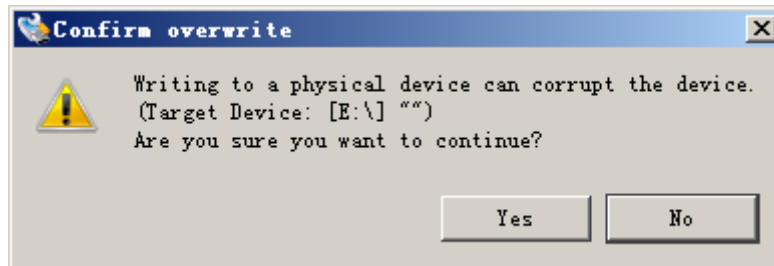 Confirm overwrite
Writing to a physical device can corrupt the device.
(Target Device: [E:\] "")
Are you sure you want to continue?
Yes
No